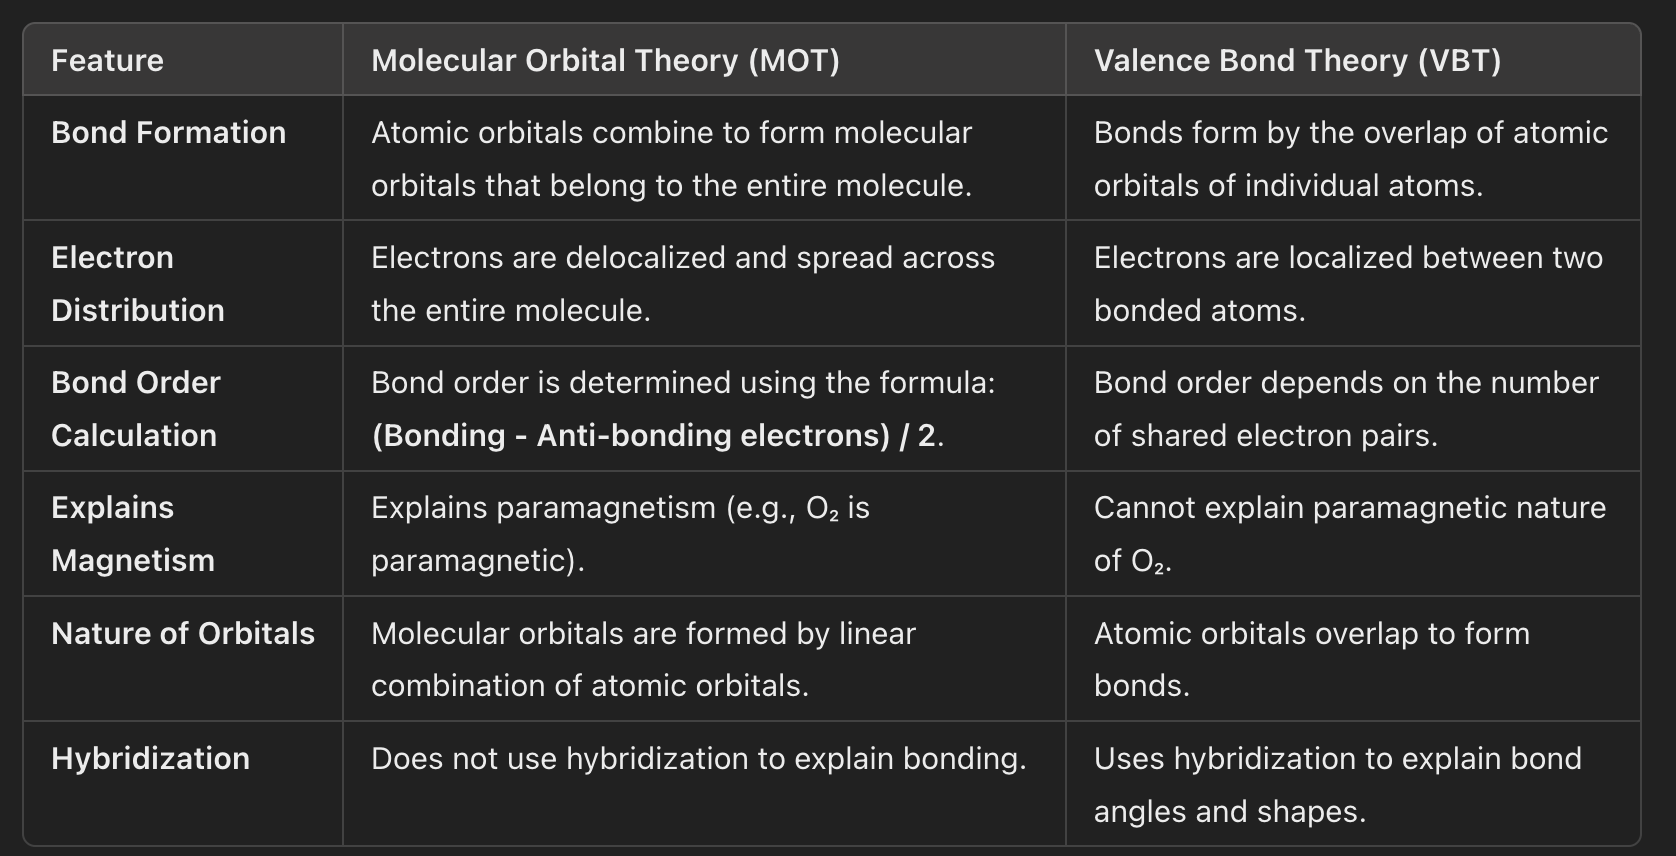 Feature
Molecular Orbital Theory (MOT)
Valence Bond Theory (VBT)
Bond Formation
Atomic orbitals combine to form molecular
orbitals that belong to the entire molecule.
Bonds form by the overlap of atomic
orbitals of individual atoms.
Electron
Distribution
Electrons are delocalized and spread across
the entire molecule.
Electrons are localized between two
bonded atoms.
Bond Order
Calculation
Bond order is determined using the formula:
(Bonding - Anti-bonding electrons) / 2.
Bond order depends on the number
of shared electron pairs.
Explains
Magnetism
Explains paramagnetism (e.g., O₂ is
paramagnetic).
Cannot explain paramagnetic nature
of O₂.
Nature of Orbitals
Molecular orbitals are formed by linear
combination of atomic orbitals.
Atomic orbitals overlap to form
bonds.
Hybridization
Does not use hybridization to explain bonding.
Uses hybridization to explain bond
angles and shapes.